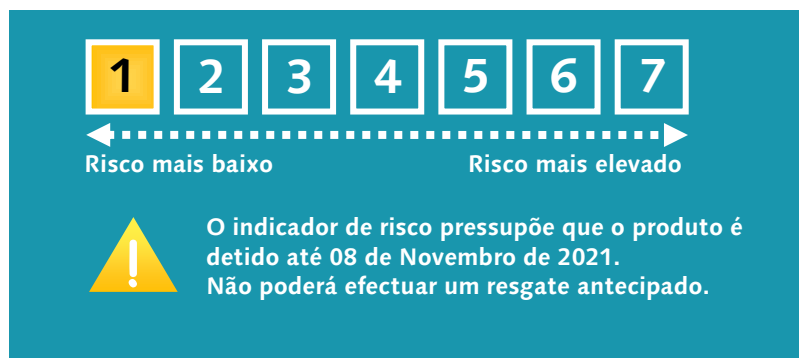 1 2 3 4 5 6 7
Risco mais baixo Risco mais elevado
O indicador de risco pressupõe que o produto é
detido até 08 de Novembro de 2021.
Não poderá efectuar um resgate antecipado.